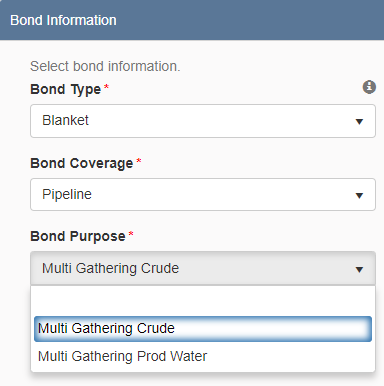 Bond Information
Select bond information.
Bond Type *
Blanket
Bond Coverage *
Pipeline
Bond Purpose *
Multi Gathering Crude
Multi Gathering Crude
Multi Gathering Prod Water